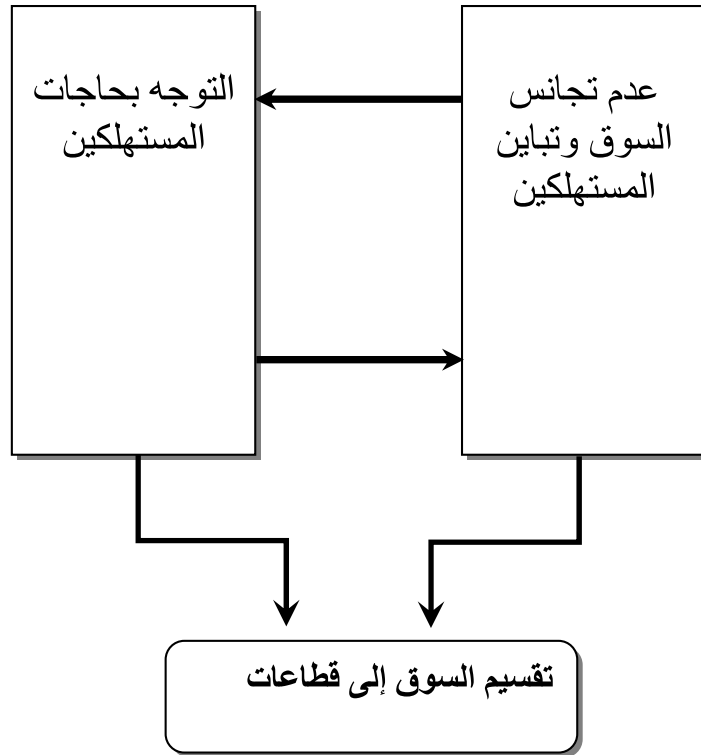 عدم تجانس
السوق وتباين
المستهلكين
التوجه بحاجات
المستهلكين
تقسيم السوق إلى قطاعات